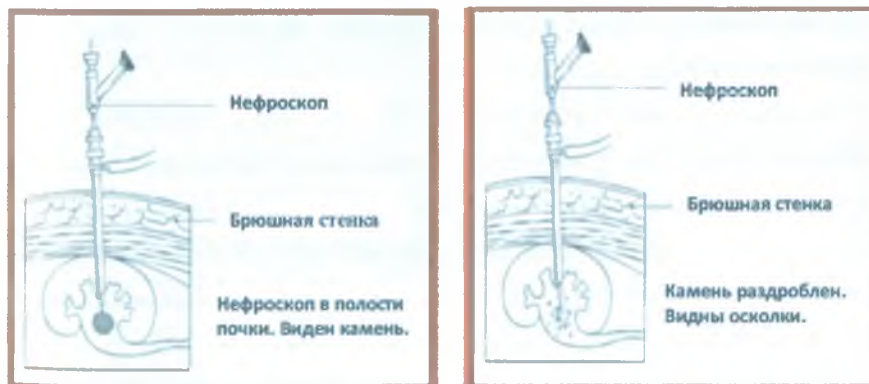 Нефроскоп
Брюшная стенка
Нефроскоп в полости
почки. Виден камень.
Нефроскоп
Брюшная стенка
Камень раздроблен.
Видны осколки.